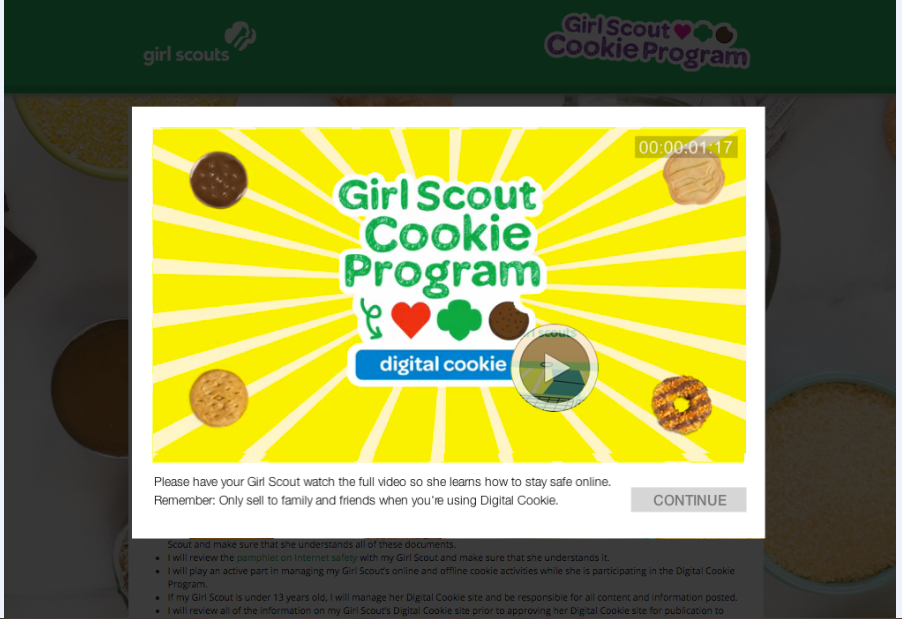 girl scouts
Girl Scout
Cookie Program
00:00:01:17
Girl Scout
Cookie
Program
digital cookie
scouts
Please have your Girl Scout watch the full video so she learns how to stay safe online.
Remember: Only sell to family and friends when you're using Digital Cookie.
CONTINUE
Scout and make sure that she understands all of these documents.
• I will review the pamphlet on Internet safety with my Girl Scout and make sure that she understands it.
• I will play an active part in managing my Girl Scout's online and offline cookie activities while she is participating in the Digital Cookie
Program.
• If my Girl Scout is under 13 years old, I will manage her Digital Cookie site and be responsible for all content and information posted.
• I will review all of the information on my Girl Scout's Digital Cookie site prior to approving her Digital Cookie site for publication to